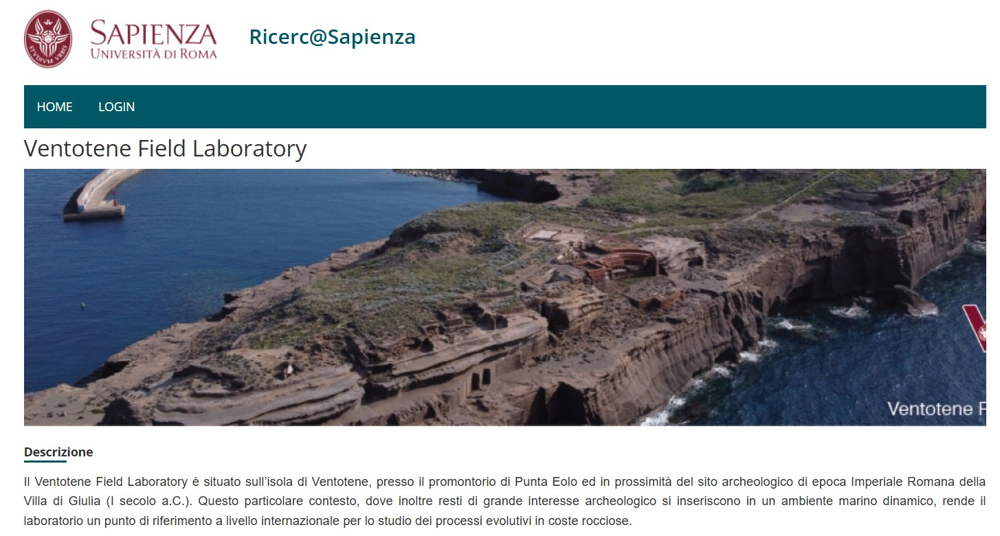 STVDIVM VRBIS
SAPIENZA
UNIVERSITÀ DI ROMA
Ricerc@Sapienza
HOME LOGIN
Ventotene Field Laboratory
Ventotene
Descrizione
Il Ventotene Field Laboratory è situato sull’isola di Ventotene, presso il promontorio di Punta Eolo ed in prossimità del sito archeologico di epoca Imperiale Romana della
Villa di Giulia (I secolo a.C.). Questo particolare contesto, dove inoltre resti di grande interesse archeologico si inseriscono in un ambiente marino dinamico, rende il
laboratorio un punto di riferimento a livello internazionale per lo studio dei processi evolutivi in coste rocciose.